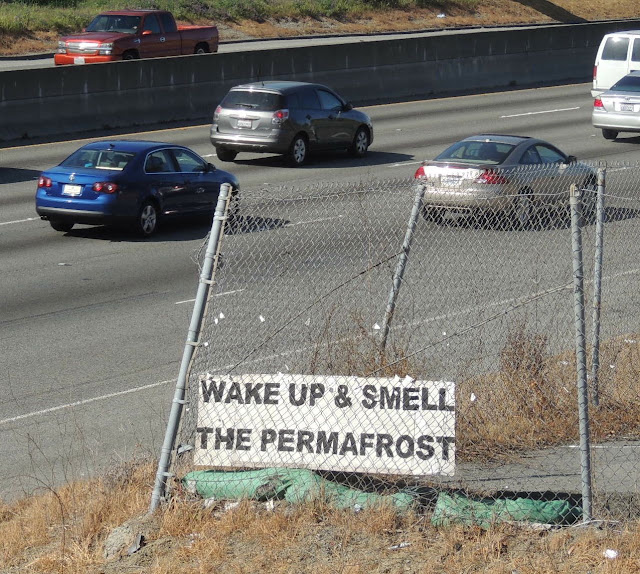 WAKE UP & SMELL
THE PERMAFROST